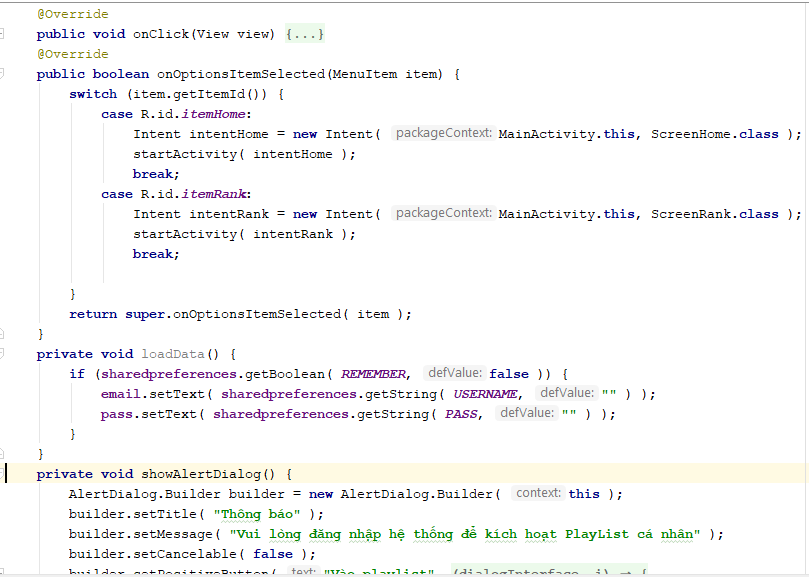 @Override
public void onClick(View view) {...}
@Override
public boolean onOptionsItemSelected(MenuItem item) {
switch (item.getItemId()) {
case R.id.itemHome:
Intent intentHome = new Intent( packageContext: MainActivity.this, ScreenHome.class );
startActivity( intentHome );
break;
case R.id.itemRank:
Intent intentRank = new Intent( packageContext: MainActivity.this, ScreenRank.class );
startActivity( intentRank );
break;
}
return super.onOptionsItemSelected( item );
}
private void loadData() {
if (sharedpreferences.getBoolean( REMEMBER, defValue: false )) {
email.setText( sharedpreferences.getString( USERNAME, defValue: "" ) );
pass.setText( sharedpreferences.getString( PASS, defValue: "" ) );
}
}
private void showAlertDialog() {
AlertDialog.Builder builder = new AlertDialog.Builder( context: this );
builder.setTitle( "Thông báo" );
builder.setMessage( "Vui lòng đăng nhập hệ thống để kích hoạt PlayList cá nhân" );
builder.setCancelable( false );
builder.setPositiveButton( text: "Vào playlist", (dialogInterface, i) → {